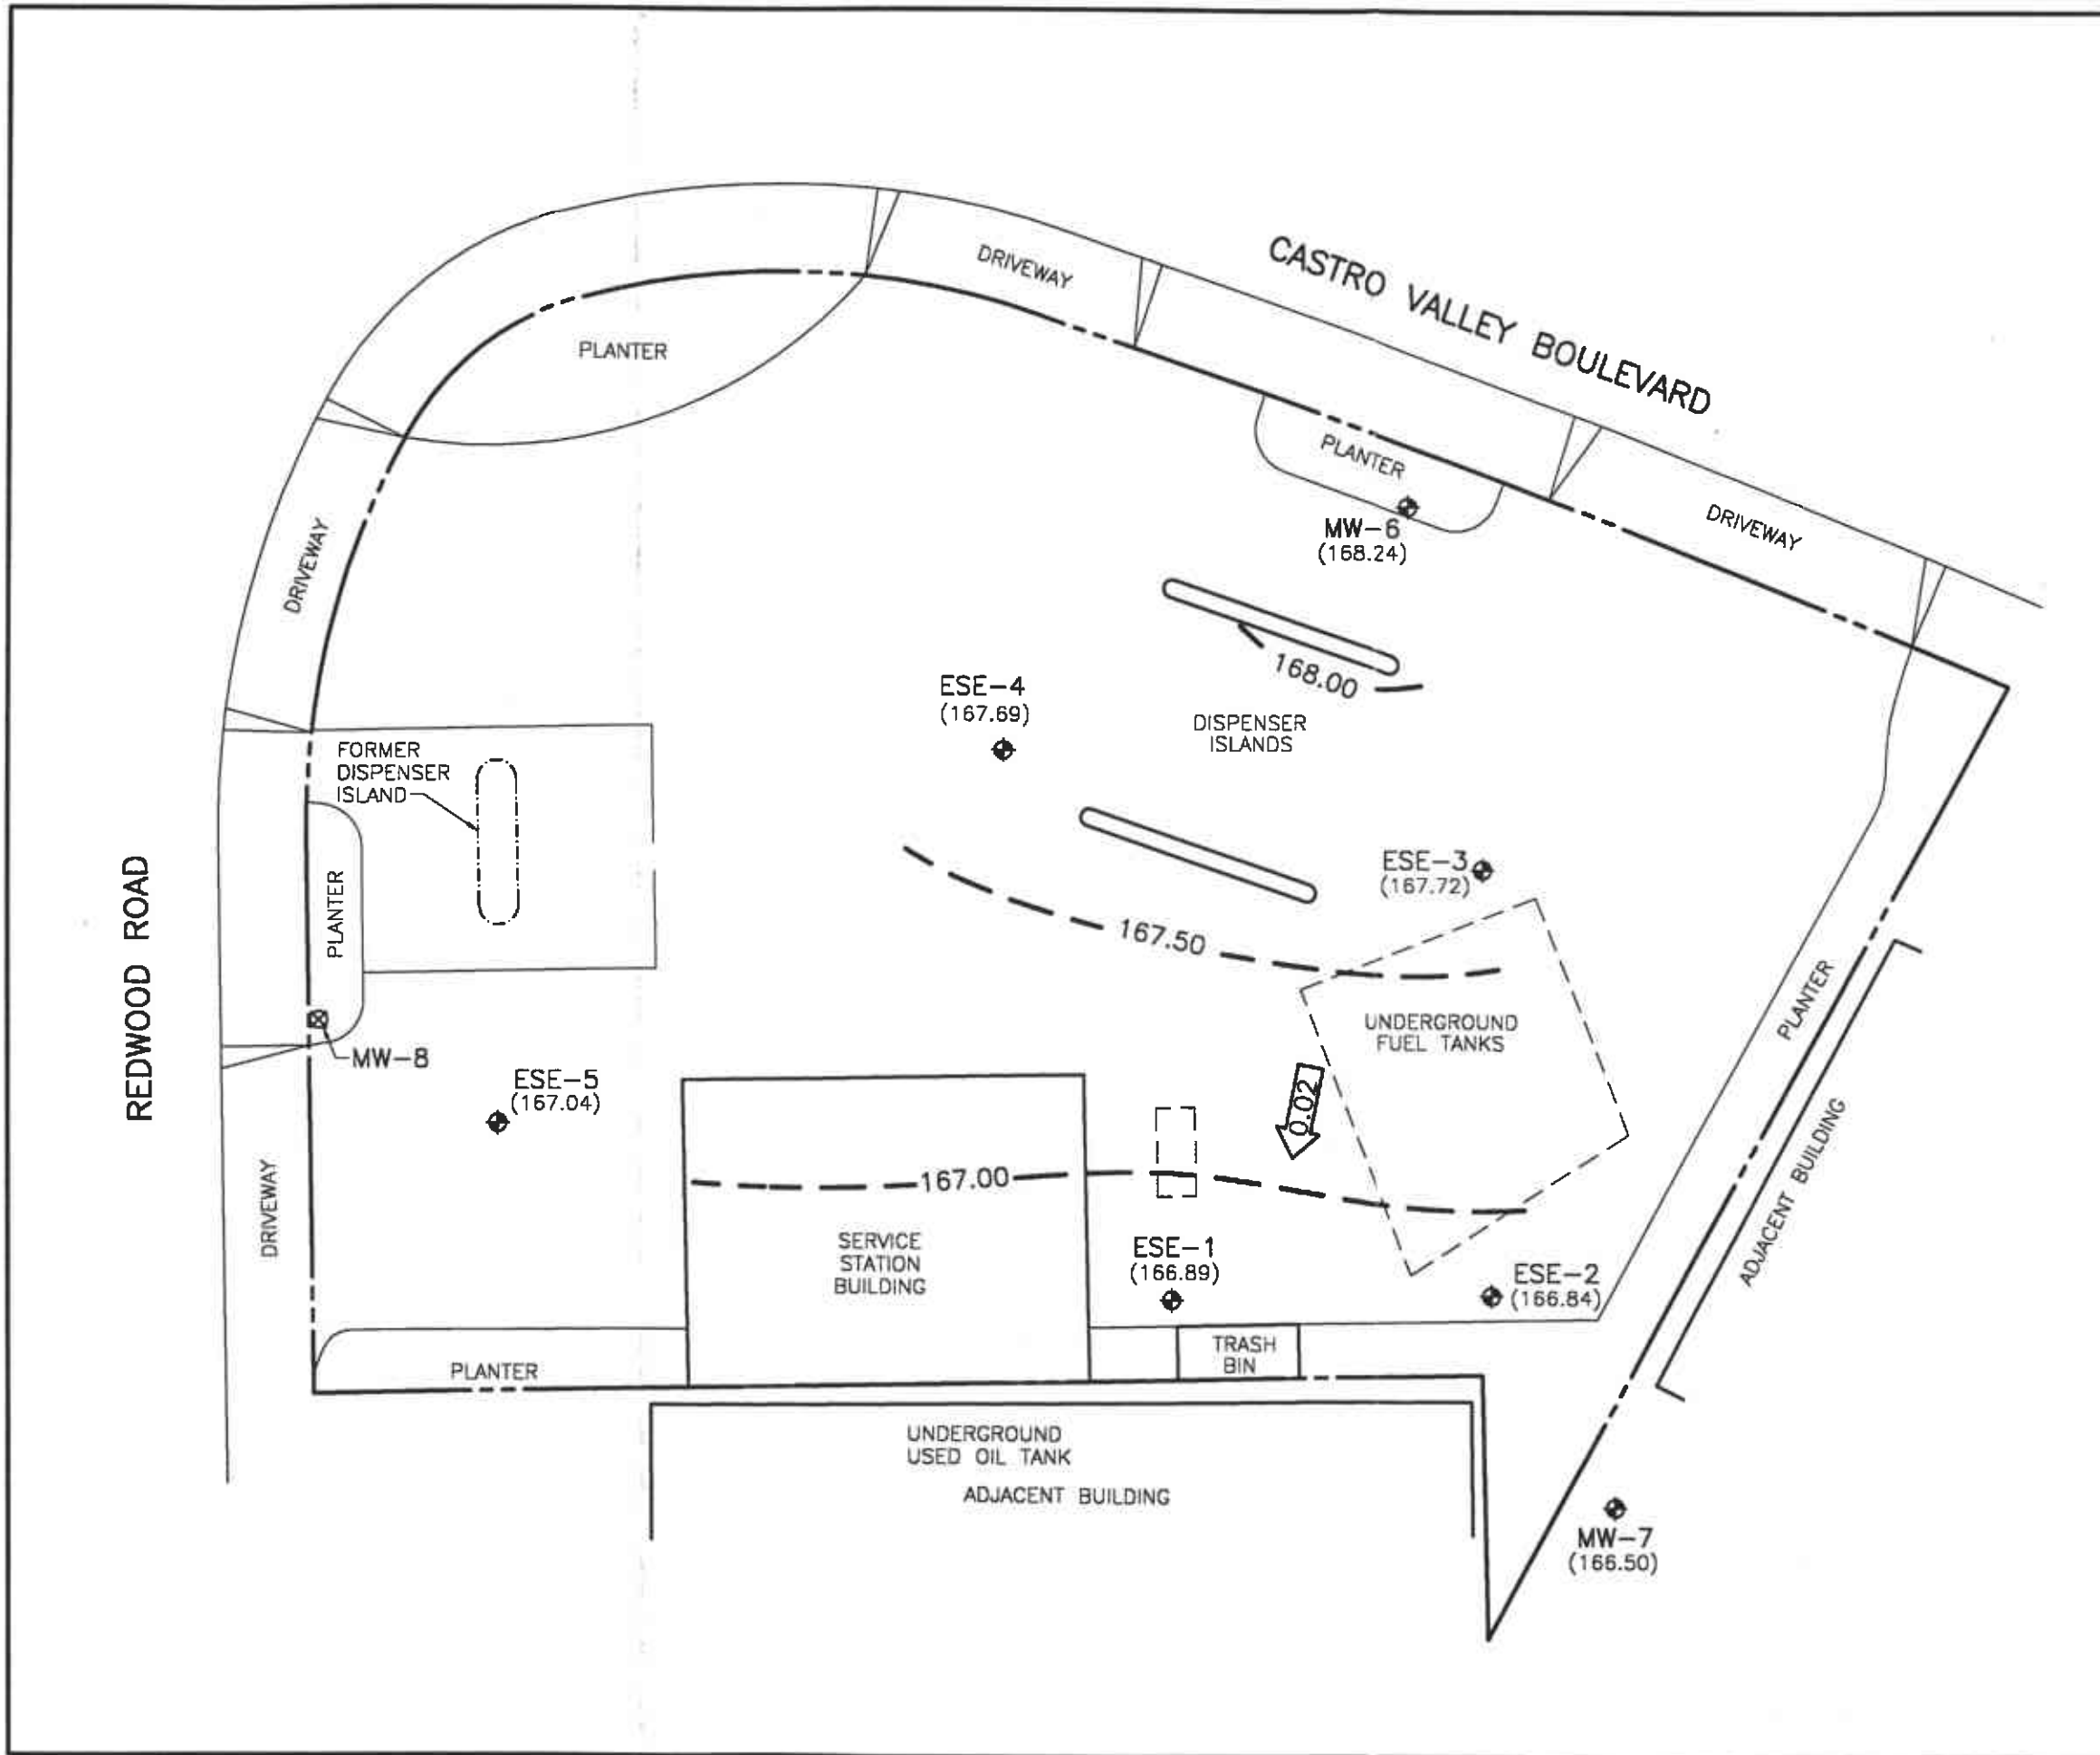 CASTRO VALLEY BOULEVARD
DRIVEWAY
PLANTER
PLANTER
DRIVEWAY
MW-6
(168.24)
DRIVEWAY
168.00
ESE-4
(167.69)
DISPENSER
ISLANDS
FORMER
DISPENSER
ISLAND
REDWOOD ROAD
PLANTER
ESE-3
(167.72)
167.50
PLANTER
UNDERGROUND
FUEL TANKS
MW-8
ESE-5
(167.04)
0.02
ADJACENT BUILDING
DRIVEWAY
167.00
SERVICE
STATION
BUILDING
ESE-1
(166.89)
ESE-2
(166.84)
PLANTER
TRASH
BIN
UNDERGROUND
USED OIL TANK
ADJACENT BUILDING
MW-7
(166.50)